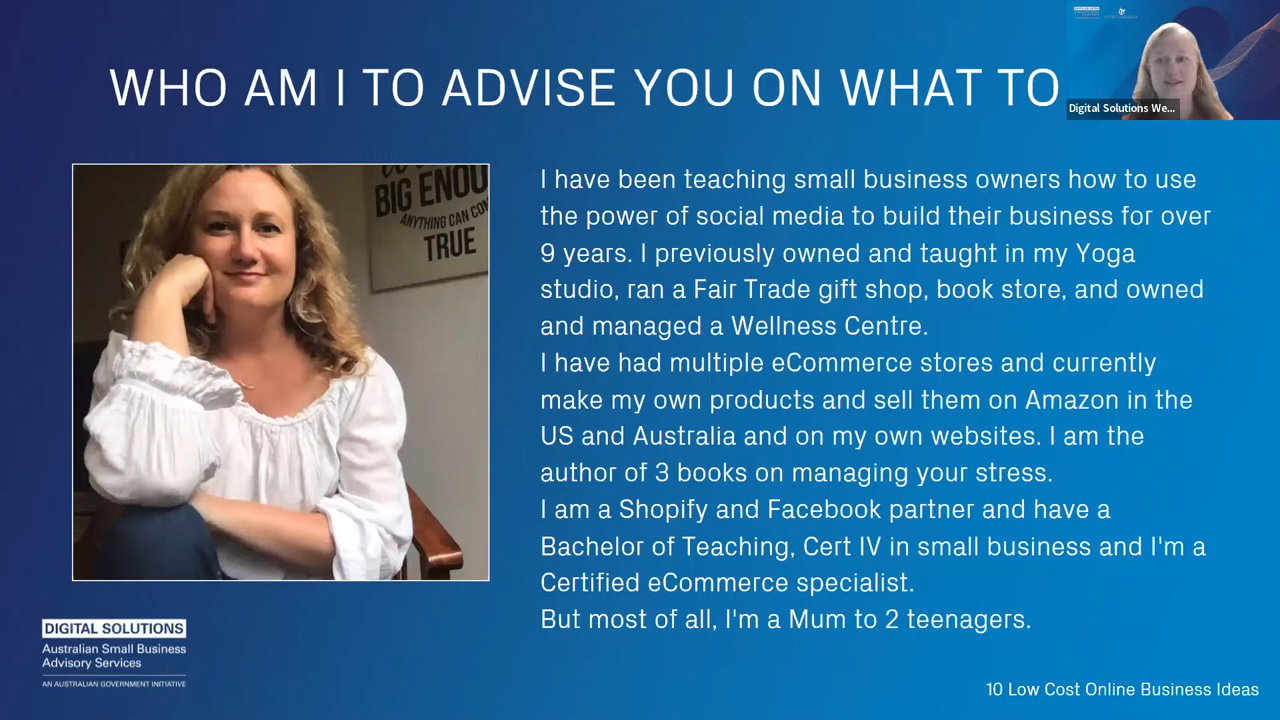 WHO AM I TO ADVISE YOU ON WHAT TO
Digital Solutions We...
BIG ENOU
ANYTHING CAN CON
TRUE
I have been teaching small business owners how to use
the power of social media to build their business for over
9 years. I previously owned and taught in my Yoga
studio, ran a Fair Trade gift shop, book store, and owned
and managed a Wellness Centre.
I have had multiple eCommerce stores and currently
make my own products and sell them on Amazon in the
US and Australia and on my own websites. I am the
author of 3 books on managing your stress.
I am a Shopify and Facebook partner and have a
Bachelor of Teaching, Cert IV in small business and I'm a
Certified eCommerce specialist.
But most of all, I'm a Mum to 2 teenagers.
DIGITAL SOLUTIONS
Australian Small Business
Advisory Services
AN AUSTRALIAN GOVERNMENT INITIATIVE
10 Low Cost Online Business Ideas